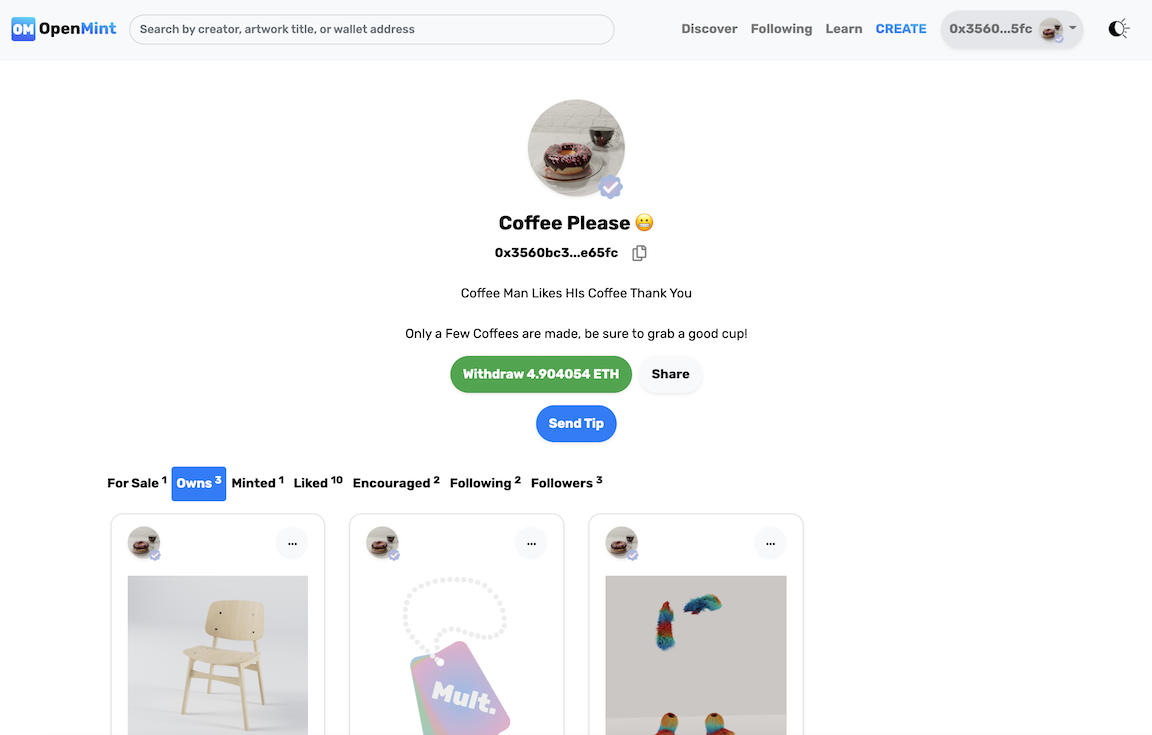 OM OpenMint
Search by creator, artwork title, or wallet address
Discover Following Learn CREATE 0x3560...5fc
Coffee Please 😬
0x3560bc3...e65fc
Coffee Man Likes HIs Coffee Thank You
Only a Few Coffees are made, be sure to grab a good cup!
Withdraw 4.904054 ETH Share
Send Tip
For Sale 1 Owns 3 Minted 1 Liked 10 Encouraged 2 Following 2 Followers 3
... ... ...
Mult.